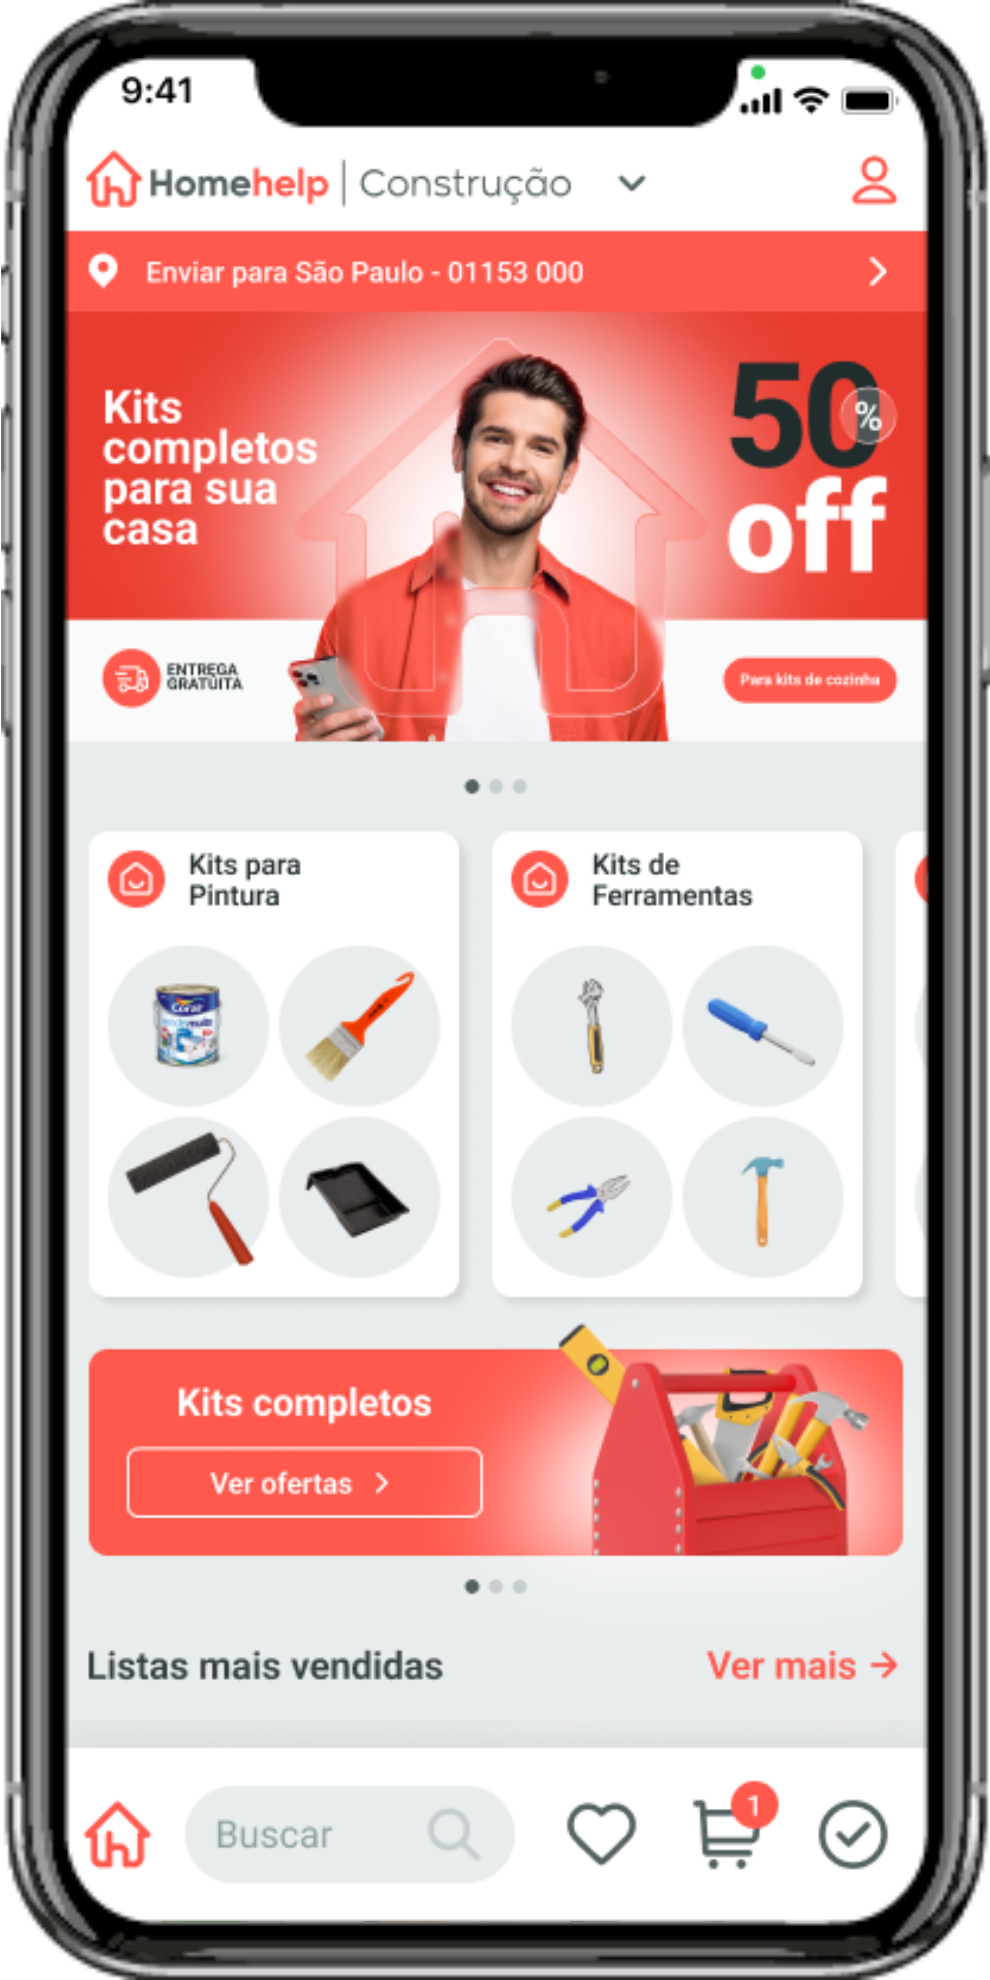 9:41
Homehelp | Construção
Enviar para São Paulo - 01153 000
Kits
completos
para sua
casa
50%
off
ENTREGA
GRATUITA
Para kits de cozinha
Kits para
Pintura
Kits de
Ferramentas
Coral
Kits completos
Ver ofertas
Listas mais vendidas
Ver mais
Buscar
1